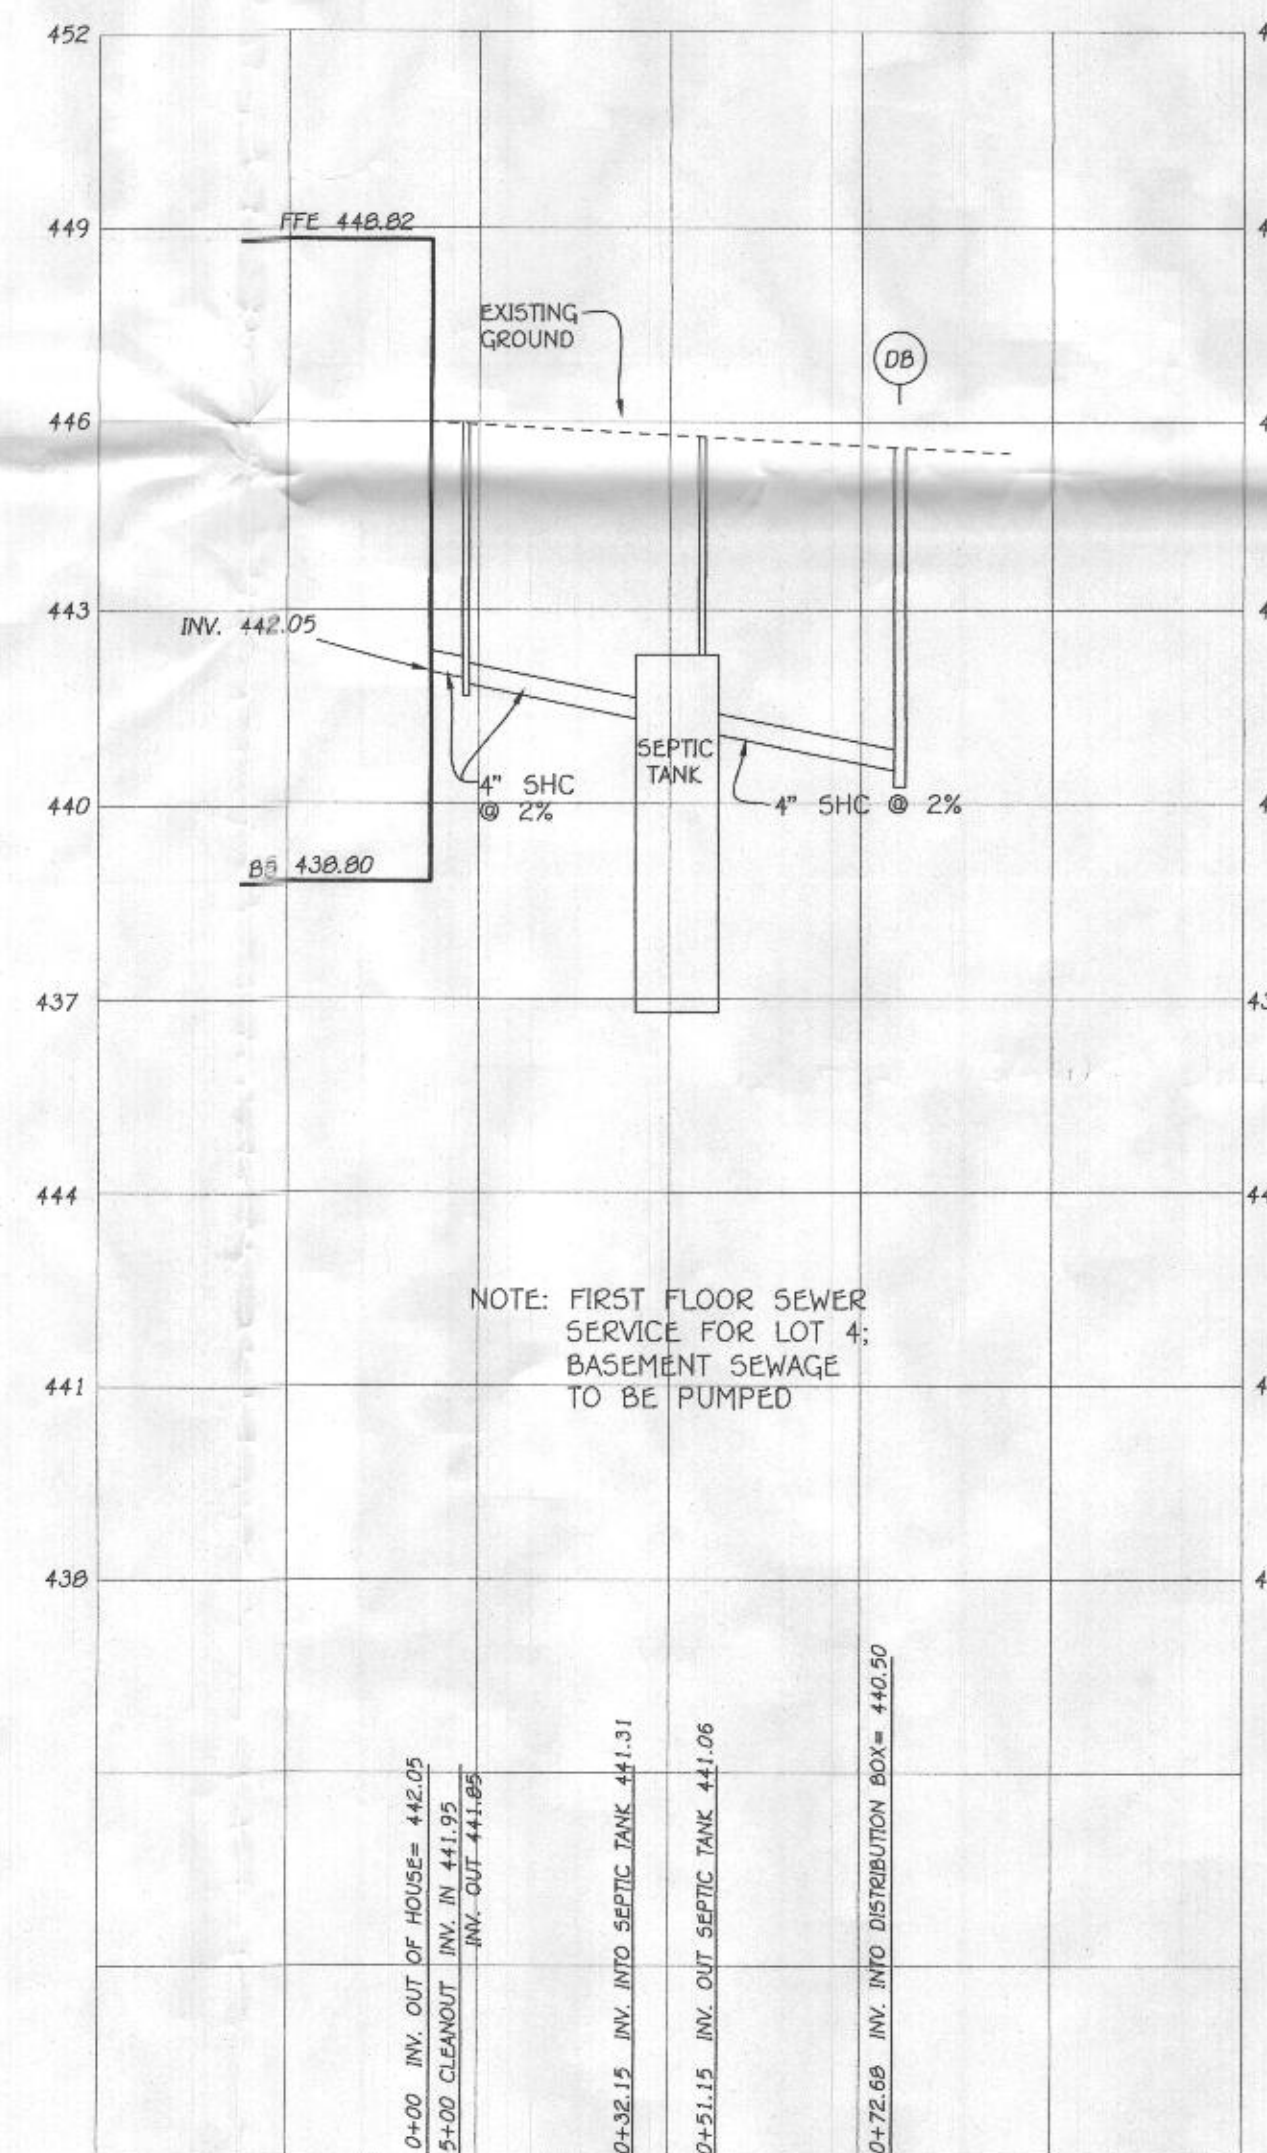 452
FFE 448.82
449
EXISTING
GROUND
DB
446
443
INV. 442.05
SEPTIC
TANK
4" SHC
@ 2%
4" SHC @ 2%
440
438.80
437
444
NOTE: FIRST FLOOR SEWER
SERVICE FOR LOT 4;
BASEMENT SEWAGE
TO BE PUMPED
441
438
0+00 INV. OUT OF HOUSE= 442.05
5+00 CLEANOUT INV. IN 441.95
INV. OUT 441.85
0+32.15 INV. INTO SEPTIC TANK 441.31
0+51.15 INV. OUT SEPTIC TANK 441.06
0+72.68 INV. INTO DISTRIBUTION BOX= 440.50